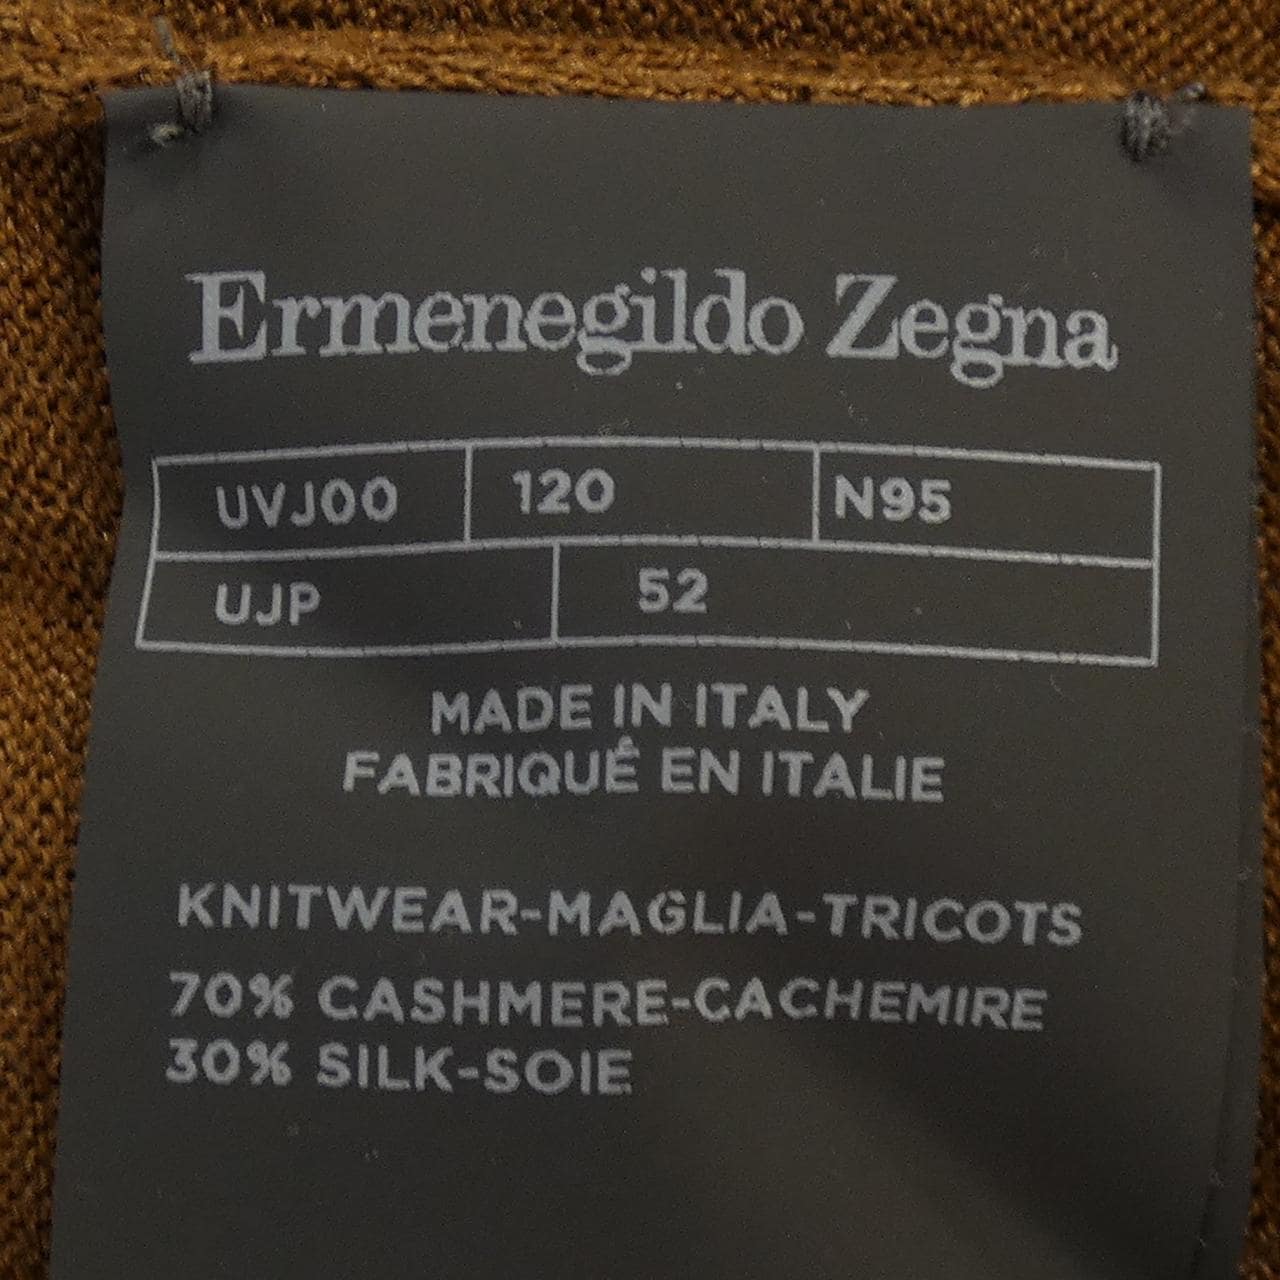 Ermenegildo Zegna
UVJ00 120 N95
UJP 52
MADE IN ITALY
FABRIQUÉ EN ITALIE
KNITWEAR-MAGLIA-TRICOTS
70% CASHMERE-CACHEMIRE
30% SILK-SOIE